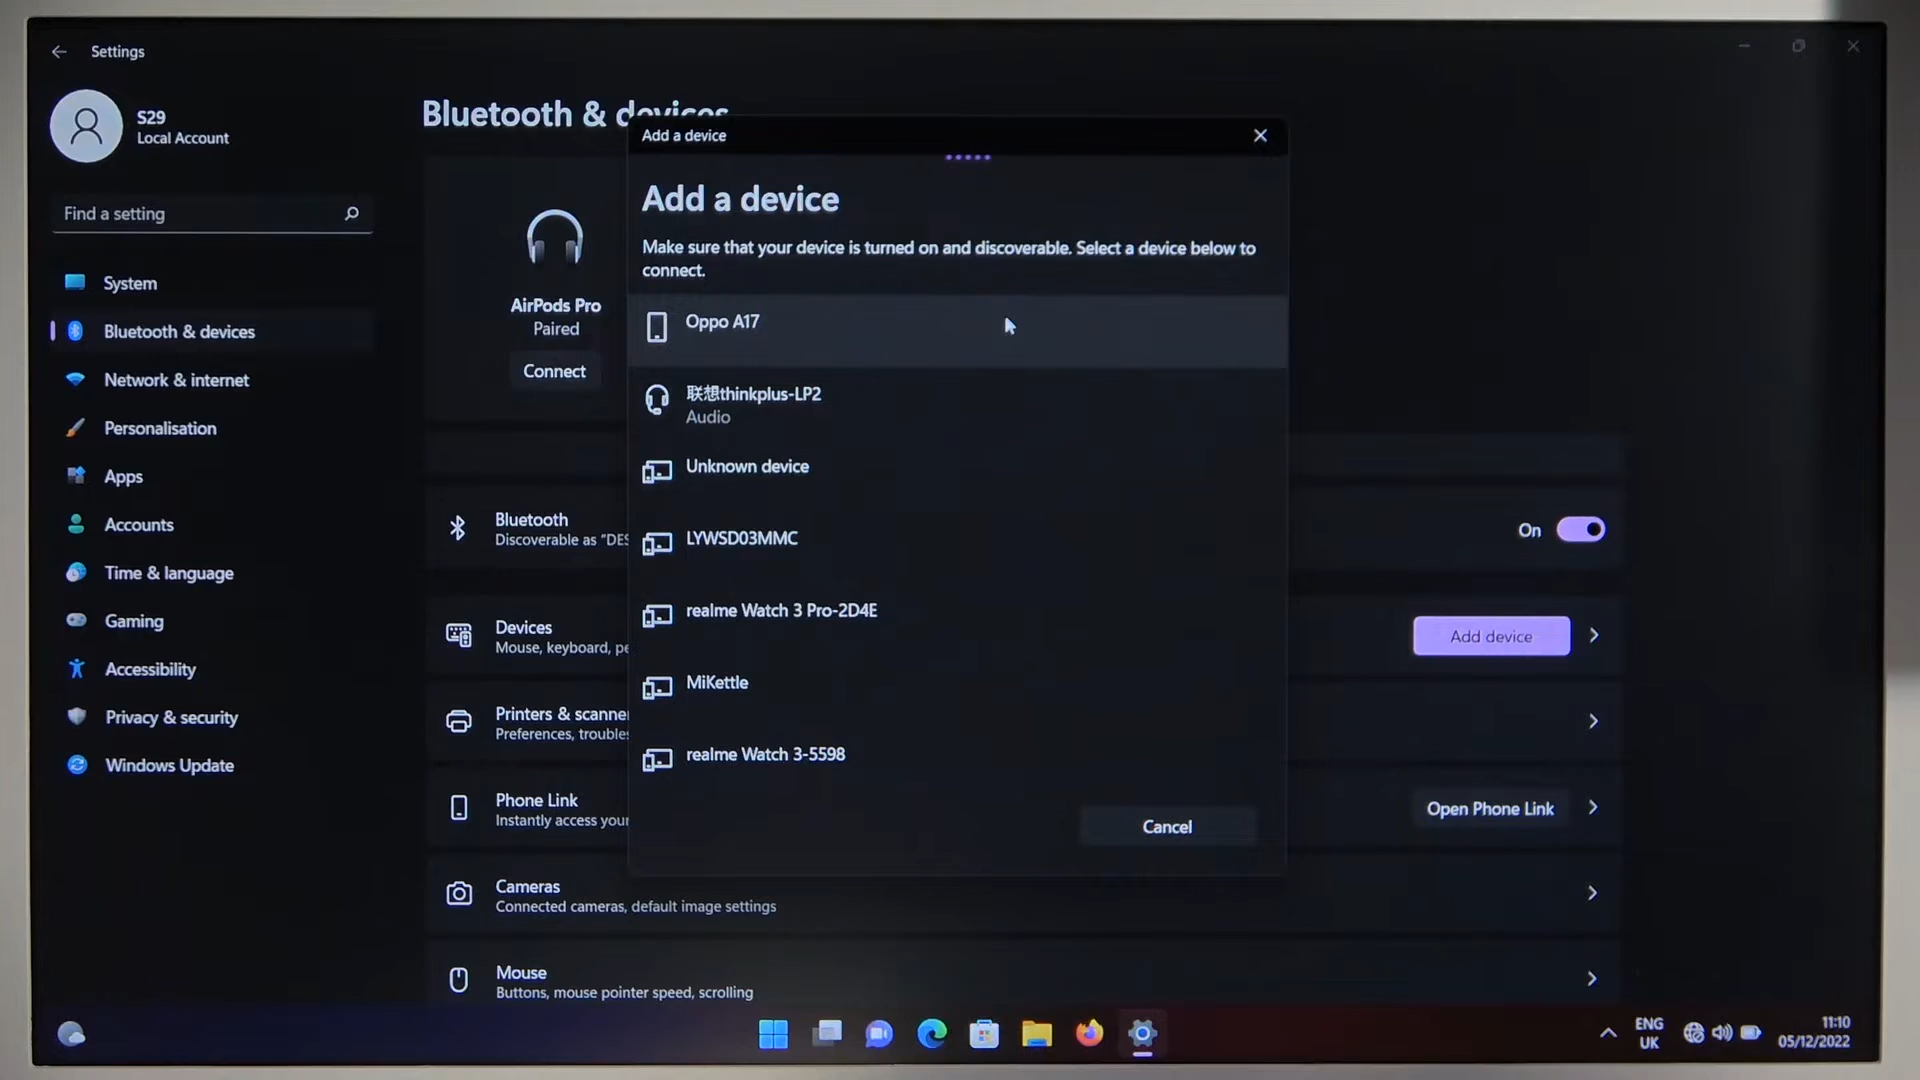 Settings
S29
Local Account
Find a setting
System
Bluetooth & devices
Network & internet
Personalisation
Apps
Accounts
Time & language
Gaming
Accessibility
Privacy & security
Windows Update
Bluetooth & devices
AirPods Pro
Paired
Connect
Bluetooth
Discoverable as "DES
On
Devices
Mouse, keyboard, pe
Add device
Printers & scanne
Preferences, troubles
Phone Link
Instantly access your
Open Phone Link
Cameras
Connected cameras, default image settings
Mouse
Buttons, mouse pointer speed, scrolling
Add a device
Add a device
Make sure that your device is turned on and discoverable. Select a device below to
connect.
Oppo A17
联想thinkplus-LP2
Audio
Unknown device
LYWSD03MMC
realme Watch 3 Pro-2D4E
MiKettle
realme Watch 3-5598
Cancel
ENG
UK
11:10
05/12/2022